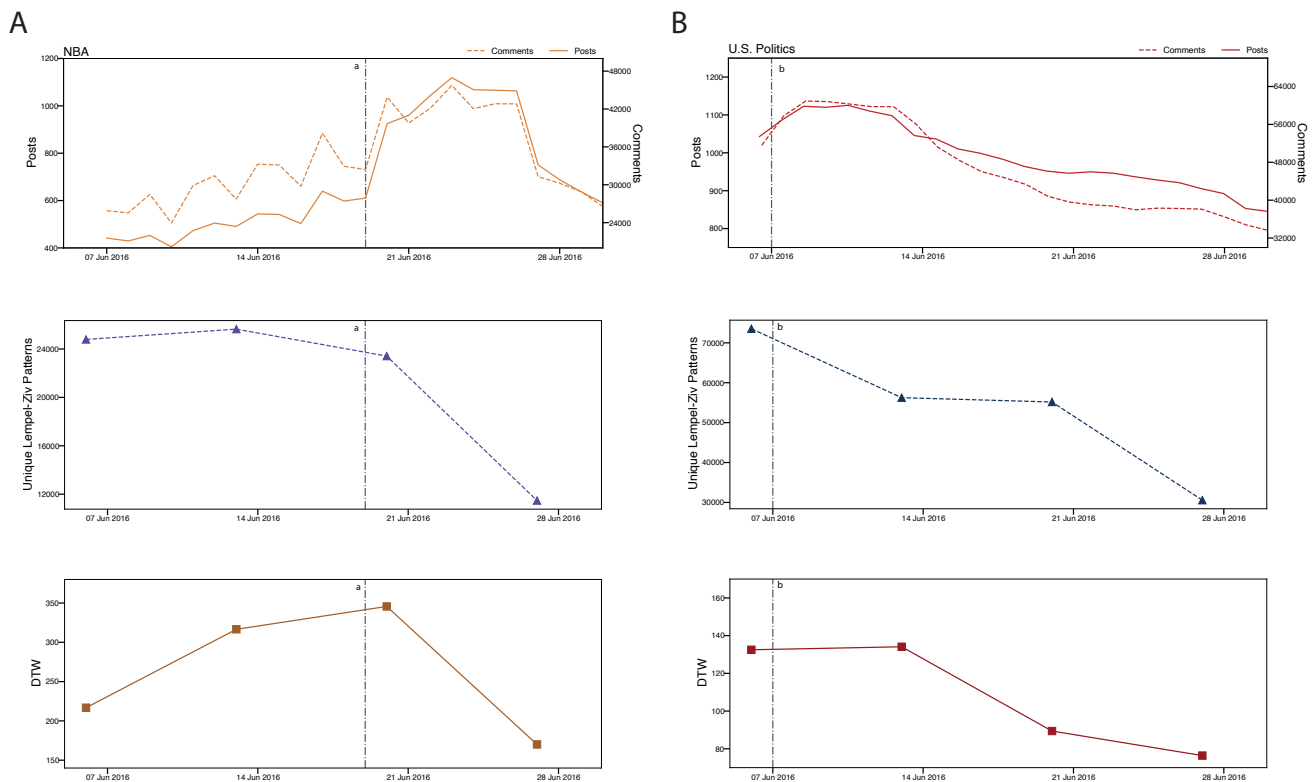 A
NBA
Comments
Posts
a
1200
1000
800
600
400
Posts
48000
42000
36000
30000
24000
Comments
07 Jun 2016
14 Jun 2016
21 Jun 2016
28 Jun 2016
a
24000
20000
16000
12000
Unique Lempel-Ziv Patterns
07 Jun 2016
14 Jun 2016
21 Jun 2016
28 Jun 2016
a
350
300
250
200
150
DTW
07 Jun 2016
14 Jun 2016
21 Jun 2016
28 Jun 2016
B
U.S. Politics
Comments
Posts
b
1200
1100
1000
900
800
Posts
64000
56000
48000
40000
32000
Comments
07 Jun 2016
14 Jun 2016
21 Jun 2016
28 Jun 2016
b
70000
60000
50000
40000
30000
Unique Lempel-Ziv Patterns
07 Jun 2016
14 Jun 2016
21 Jun 2016
28 Jun 2016
b
160
140
120
100
80
DTW
07 Jun 2016
14 Jun 2016
21 Jun 2016
28 Jun 2016